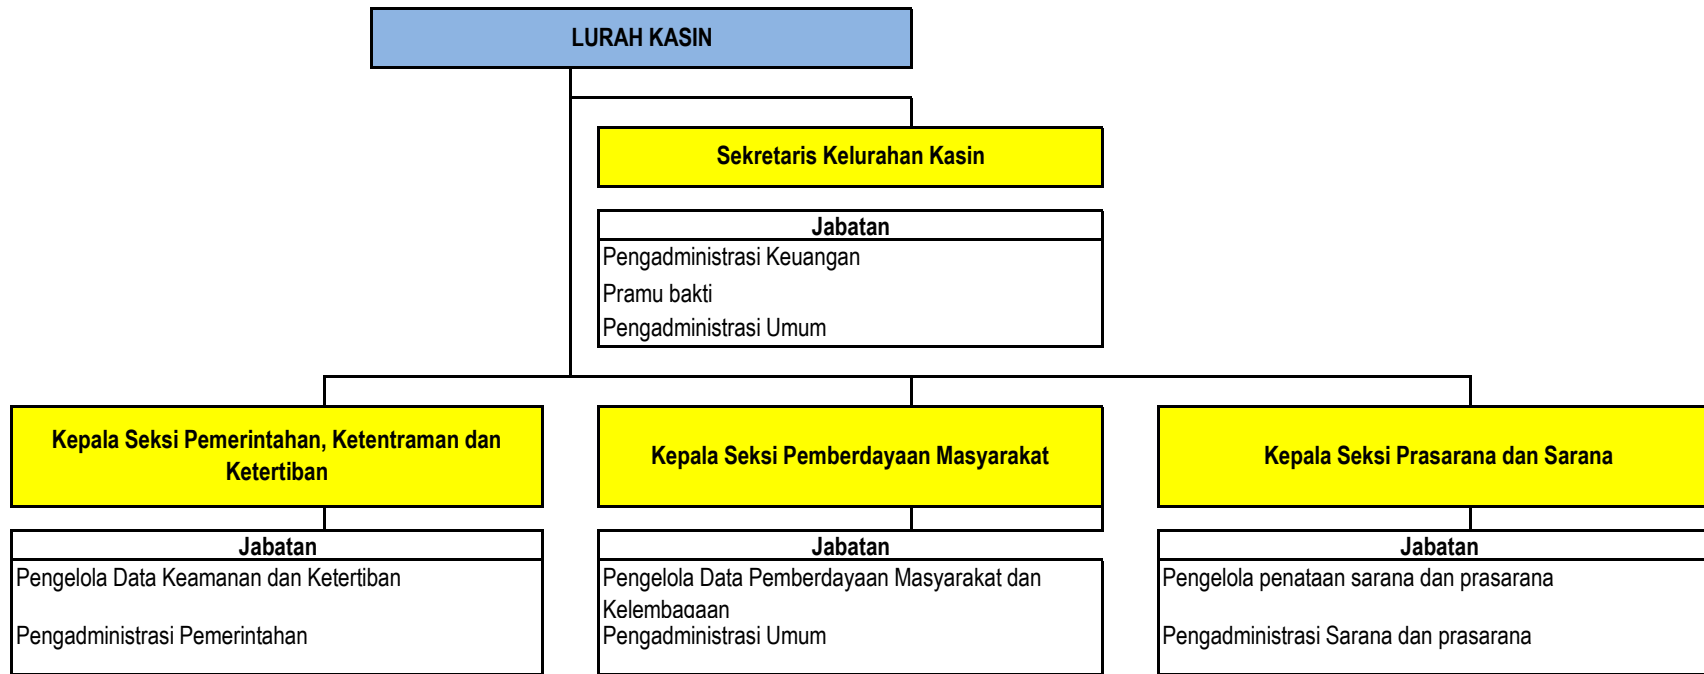 LURAH KASIN
Sekretaris Kelurahan Kasin
Jabatan
Pengadministrasi Keuangan
Pramu bakti
Pengadministrasi Umum
Kepala Seksi Pemerintahan, Ketentraman dan
Ketertiban
Jabatan
Pengelola Data Keamanan dan Ketertiban
Pengadministrasi Pemerintahan
Kepala Seksi Pemberdayaan Masyarakat
Jabatan
Pengelola Data Pemberdayaan Masyarakat dan
Kelembagaan
Pengadministrasi Umum
Kepala Seksi Prasarana dan Sarana
Jabatan
Pengelola penataan sarana dan prasarana
Pengadministrasi Sarana dan prasarana